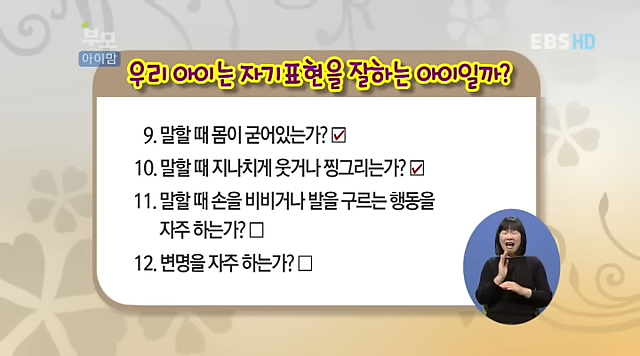 부모
아이맘
EBS HD
우리 아이는 자기표현을 잘하는 아이일까?
9. 말할 때 몸이 굳어있는가? ☑
10. 말할 때 지나치게 웃거나 찡그리는가? ☑
11. 말할 때 손을 비비거나 발을 구르는 행동을
자주 하는가? □
12. 변명을 자주 하는가? □